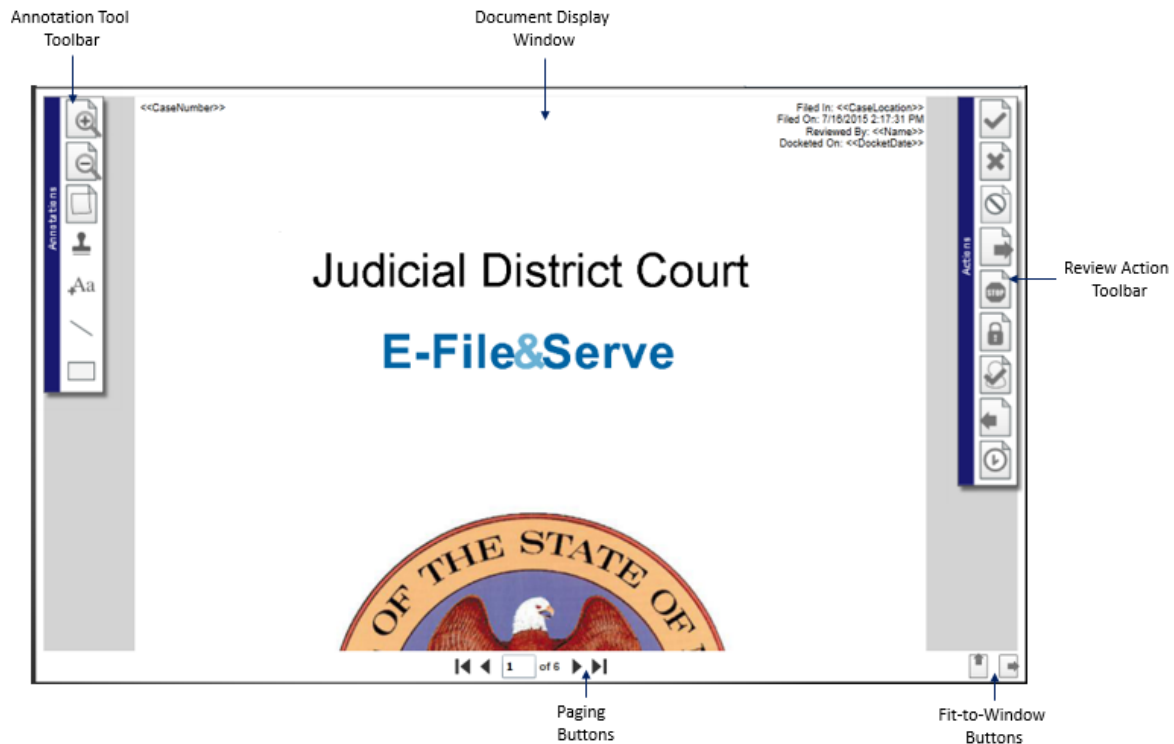 Annotation Tool
Toolbar
Document Display
Window
Annotations
<<CaseNumber>>
Filed In: <<CaseLocation>>
Filed On: 7/16/2015 2:17:31 PM
Reviewed By: <<Name>>
Docketed On: <<DocketDate>>
Aa
Judicial District Court
E-File&Serve
OF THE STATE OF
Actions
STOP
Review Action
Toolbar
1 of 6
Paging
Buttons
Fit-to-Window
Buttons